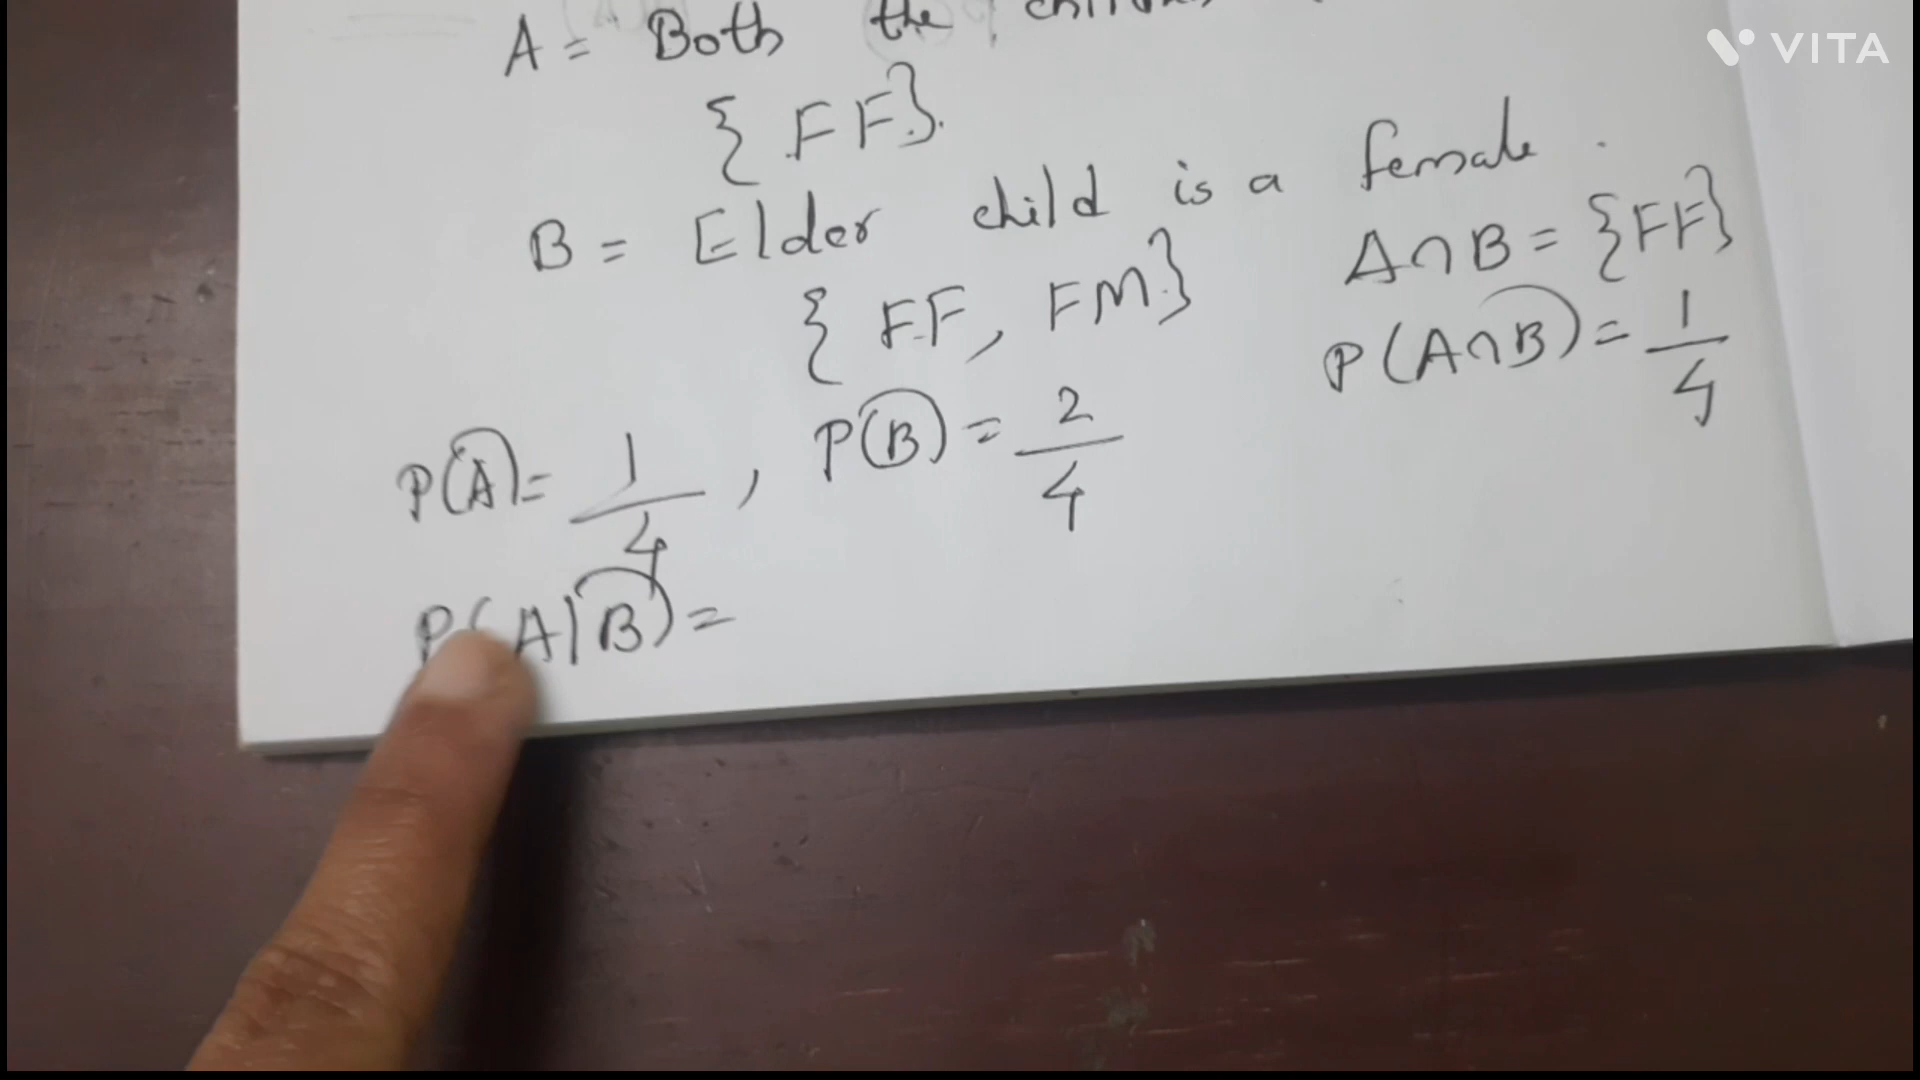 VITA
A = Both the
{FF}.
B = Elder child is a female.
{FF, FM}
A∩B = {FF}
P(A∩B) = 1/4
P(A) = 1/4, P(B) = 2/4
P(A|B) =